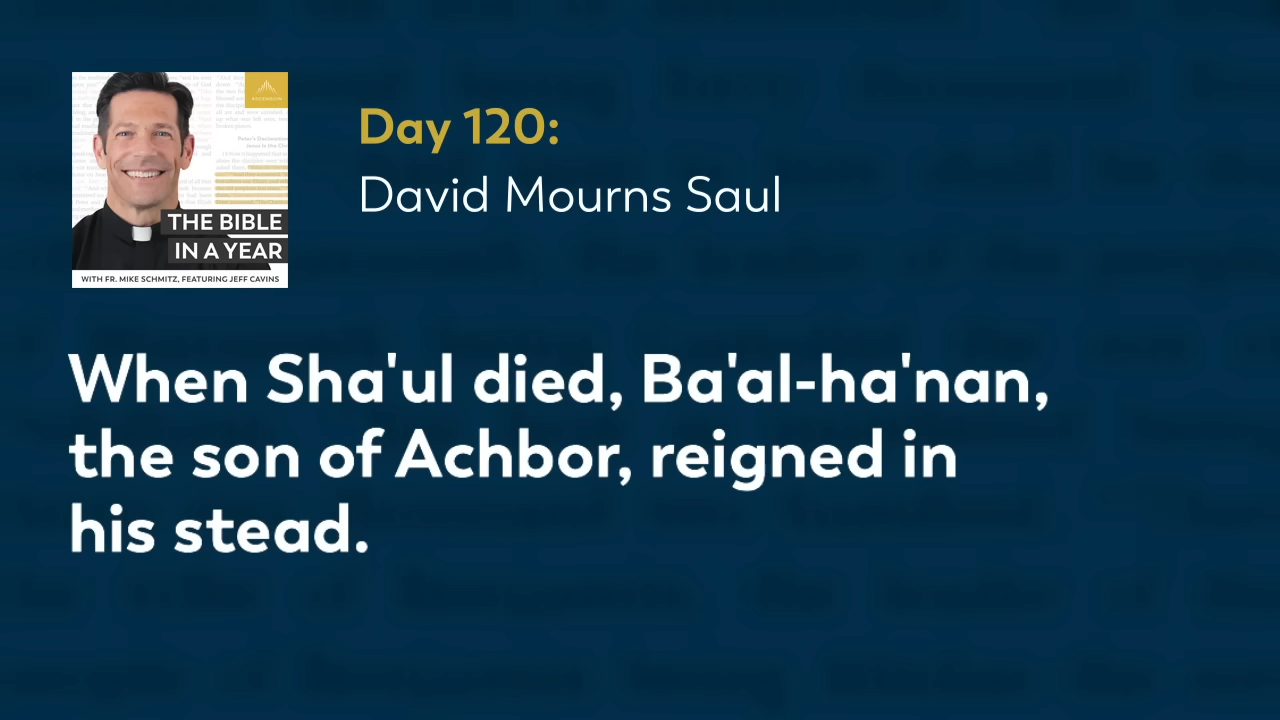 ASCENSION
THE BIBLE
IN A YEAR
WITH FR. MIKE SCHMITZ, FEATURING JEFF CAVINS
Day 120:
David Mourns Saul
When Sha'ul died, Ba'al-ha'nan,
the son of Achbor, reigned in
his stead.